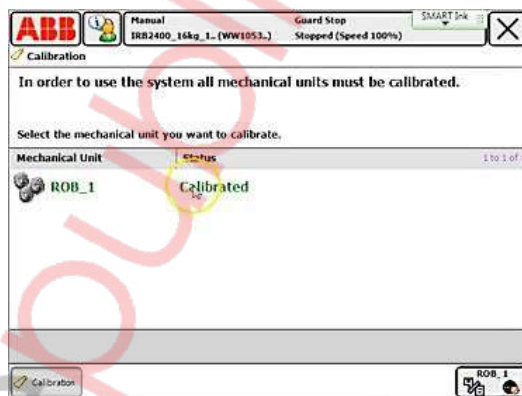 ABB
Manual
Guard Stop
SMART Ink
IRB2400_16kg_1.. (WW1053..)
Stopped (Speed 100%)
Calibration
In order to use the system all mechanical units must be calibrated.
Select the mechanical unit you want to calibrate.
Mechanical Unit
Status
1 to 1 of
ROB_1
Calibrated
Calibration
ROB_1